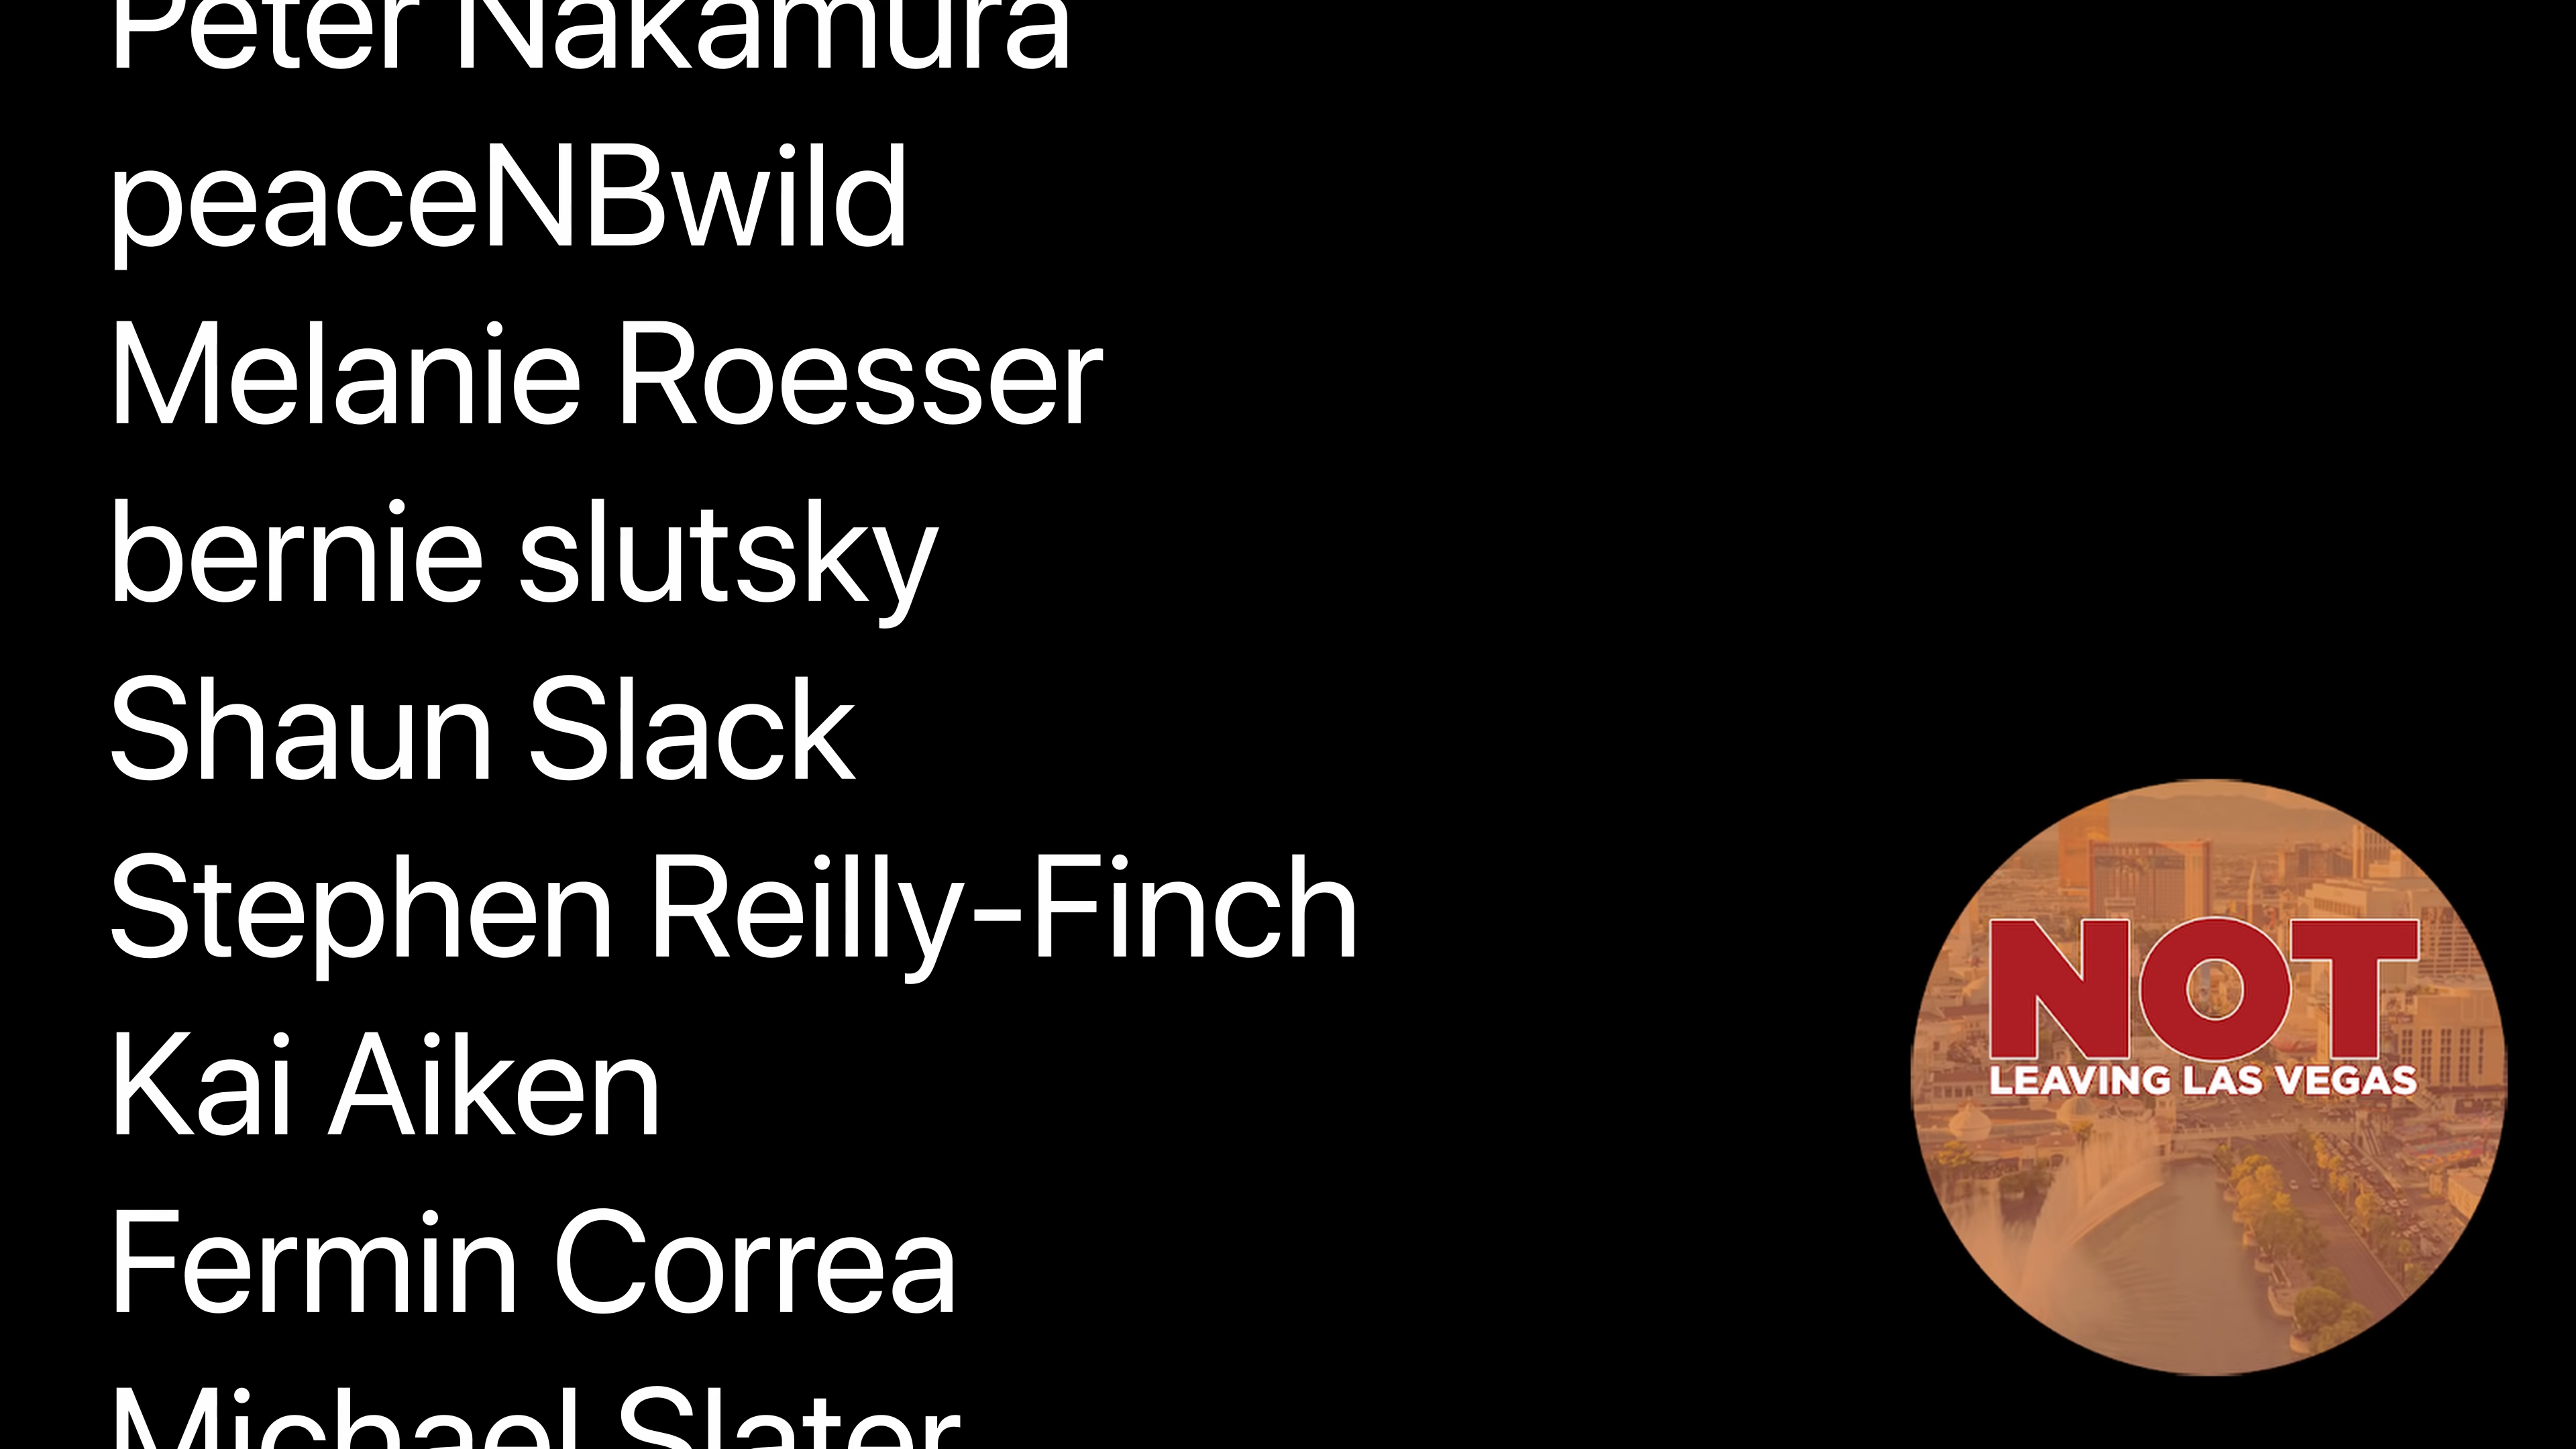 Peter Nakamura
peaceNBwild
Melanie Roesser
bernie slutsky
Shaun Slack
Stephen Reilly-Finch
Kai Aiken
Fermin Correa
Michael Slater
NOT
LEAVING LAS VEGAS